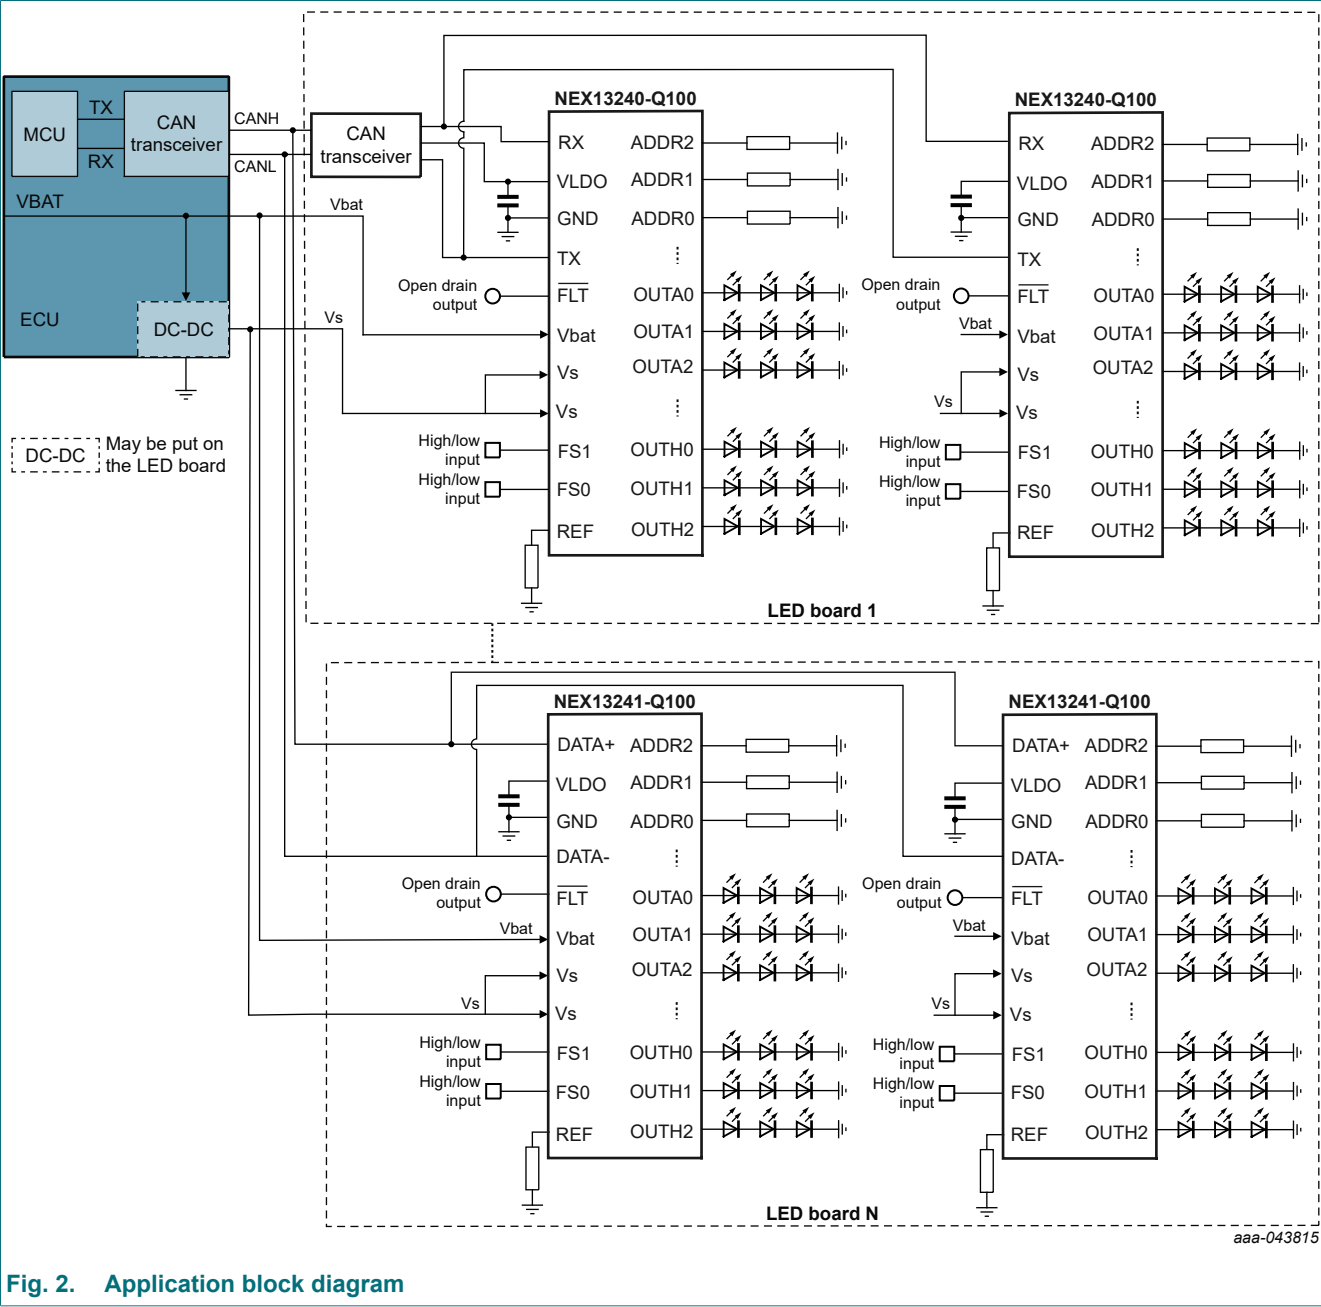 MCU
TX
RX
CAN
transceiver
CANH
CANL
VBAT
ECU
DC-DC
Vbat
Vs
DC-DC
May be put on
the LED board
CAN
transceiver
NEX13240-Q100
RX
VLDO
GND
TX
FLT
Vbat
Vs
Vs
FS1
FS0
REF
ADDR2
ADDR1
ADDR0
OUTA0
OUTA1
OUTA2
OUTH0
OUTH1
OUTH2
Open drain
output
High/low
input
High/low
input
NEX13240-Q100
RX
VLDO
GND
TX
FLT
Vbat
Vs
Vs
FS1
FS0
REF
ADDR2
ADDR1
ADDR0
OUTA0
OUTA1
OUTA2
OUTH0
OUTH1
OUTH2
Open drain
output
Vbat
Vs
High/low
input
High/low
input
LED board 1
NEX13241-Q100
DATA+
VLDO
GND
DATA-
FLT
Vbat
Vs
Vs
FS1
FS0
REF
ADDR2
ADDR1
ADDR0
OUTA0
OUTA1
OUTA2
OUTH0
OUTH1
OUTH2
Open drain
output
Vbat
Vs
High/low
input
High/low
input
NEX13241-Q100
DATA+
VLDO
GND
DATA-
FLT
Vbat
Vs
Vs
FS1
FS0
REF
ADDR2
ADDR1
ADDR0
OUTA0
OUTA1
OUTA2
OUTH0
OUTH1
OUTH2
Open drain
output
Vbat
Vs
High/low
input
High/low
input
LED board N
aaa-043815
Fig. 2. Application block diagram